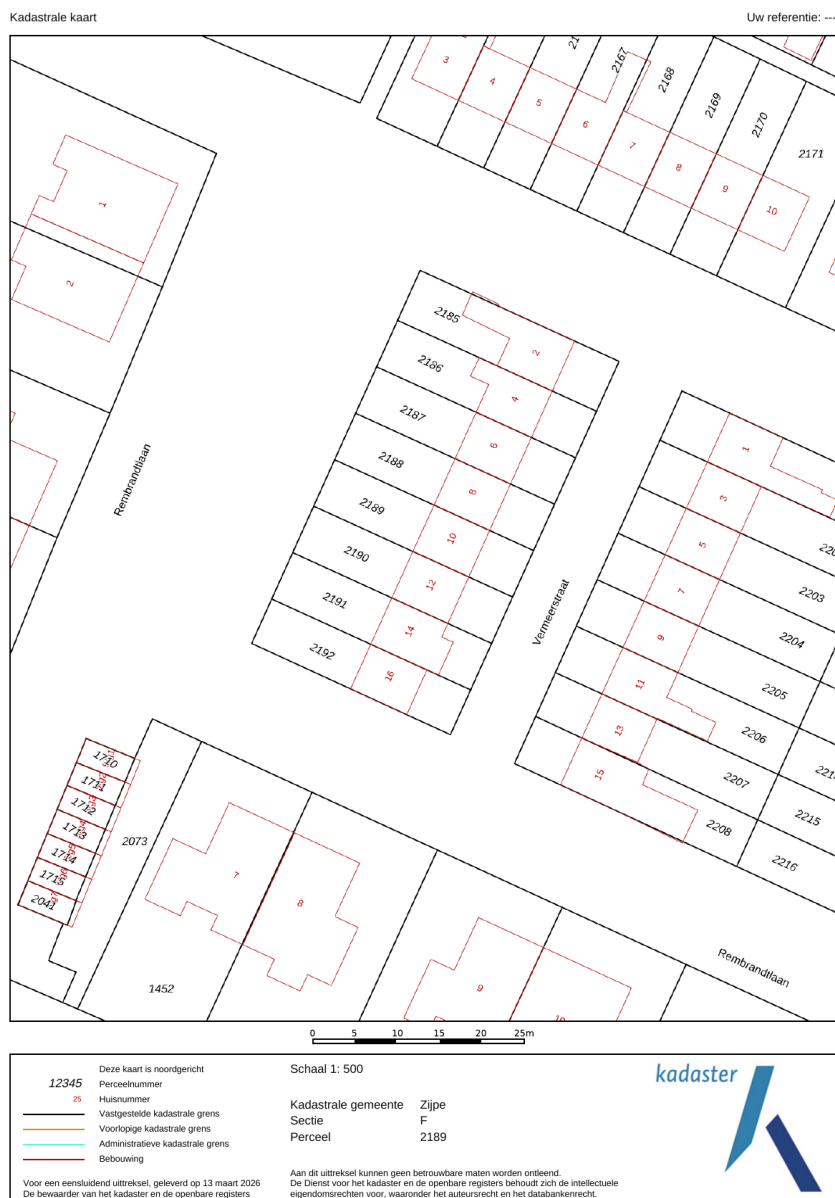 Kadastrale kaart
Uw referentie: ---
3
4
5
6
7
8
9
10
2167
2168
2169
2170
2171
1
2
Rembrandtlaan
2185
2186
2187
2188
2189
2190
2191
2192
2
4
6
8
10
12
14
16
Vermeerstraat
1
3
5
7
9
11
13
15
2203
2204
2205
2206
2207
2208
2215
2216
1710
1711
1712
1713
1714
1715
2041
2073
1452
7
8
9
10
Rembrandtlaan
0 5 10 15 20 25m
Deze kaart is noordgericht
12345 Perceelnummer
25 Huisnummer
Vastgestelde kadastrale grens
Voorlopige kadastrale grens
Administratieve kadastrale grens
Bebouwing
Voor een eensluidend uittreksel, geleverd op 13 maart 2026
De bewaarder van het kadaster en de openbare registers
Schaal 1: 500
Kadastrale gemeente Zijpe
Sectie F
Perceel 2189
Aan dit uittreksel kunnen geen betrouwbare maten worden ontleend.
De Dienst voor het kadaster en de openbare registers behoudt zich de intellectuele
eigendomsrechten voor, waaronder het auteursrecht en het databankenrecht.
kadaster